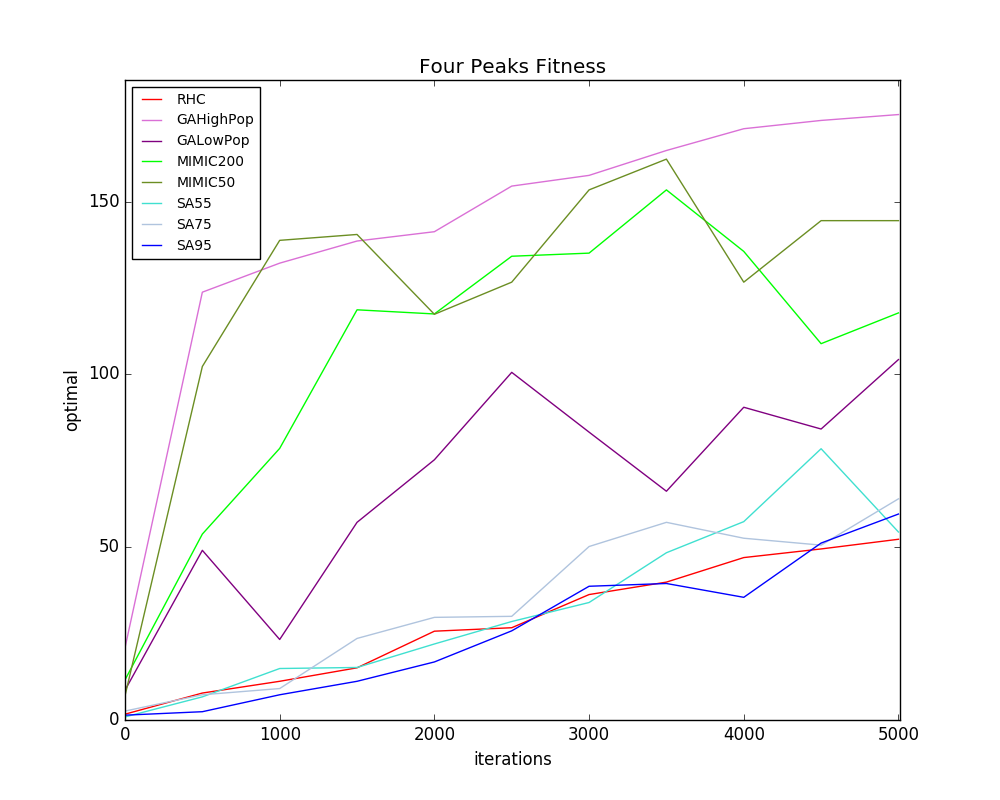 Four Peaks Fitness
RHC
GAHighPop
GALowPop
MIMIC200
MIMIC50
SA55
SA75
SA95
150
100
50
0
optimal
0 1000 2000 3000 4000 5000
iterations